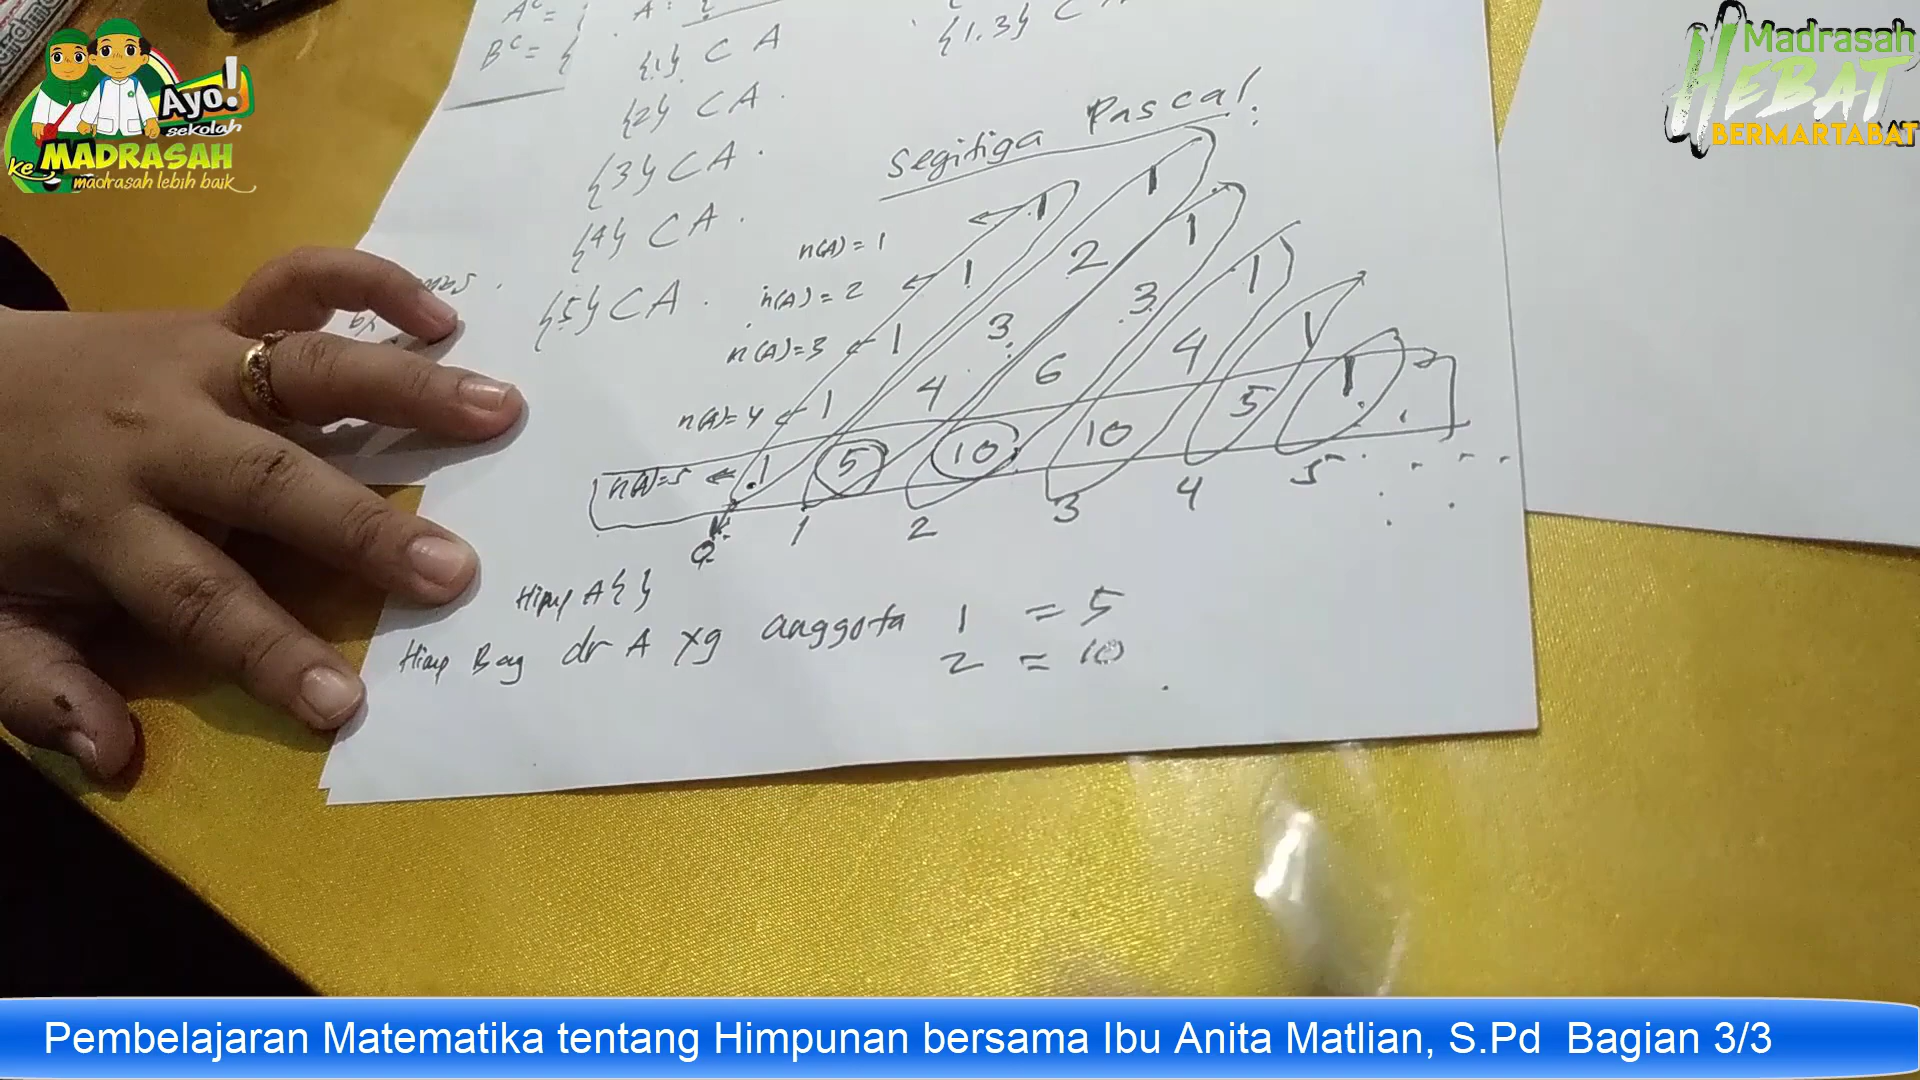 Ayo!
sekolah
ke MADRASAH
madrasah lebih baik
Madrasah
HEBAT
BERMARTABAT
A^c = {
B^c = {
A = {
{1} ⊂ A
{2} ⊂ A.
{3} ⊂ A.
{4} ⊂ A.
{5} ⊂ A.
{1.3} ⊂ A
Segitiga Pascal.
n(A) = 1 ← 1 1
n(A) = 2 ← 1 2 1
n(A)=3 ← 1 3 3 1
n(A)=4 ← 1 4 6 4 1
n(A)=5 ← 1 5 10 10 5 1
0 1 2 3 4 5
Himp A{ }
Himp Bag dr A yg anggota 1 = 5
2 = 10
Pembelajaran Matematika tentang Himpunan bersama Ibu Anita Matlian, S.Pd Bagian 3/3